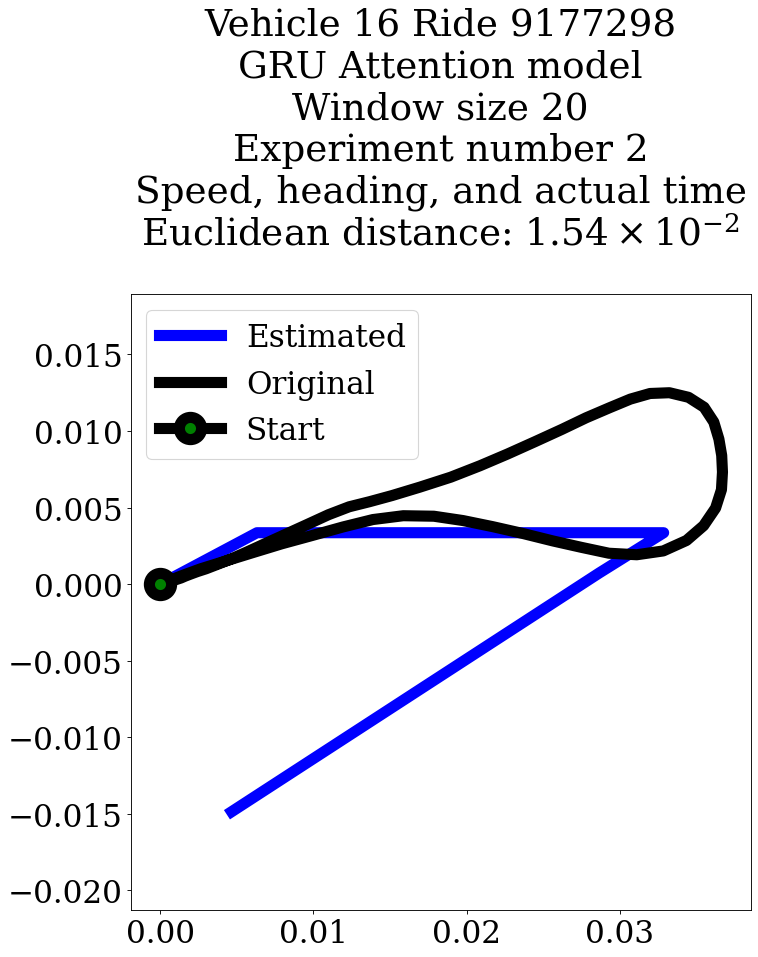 Vehicle 16 Ride 9177298
GRU Attention model
Window size 20
Experiment number 2
Speed, heading, and actual time
Euclidean distance: 1.54 × 10⁻²
Estimated
Original
Start
0.015
0.010
0.005
0.000
−0.005
−0.010
−0.015
−0.020
0.00 0.01 0.02 0.03